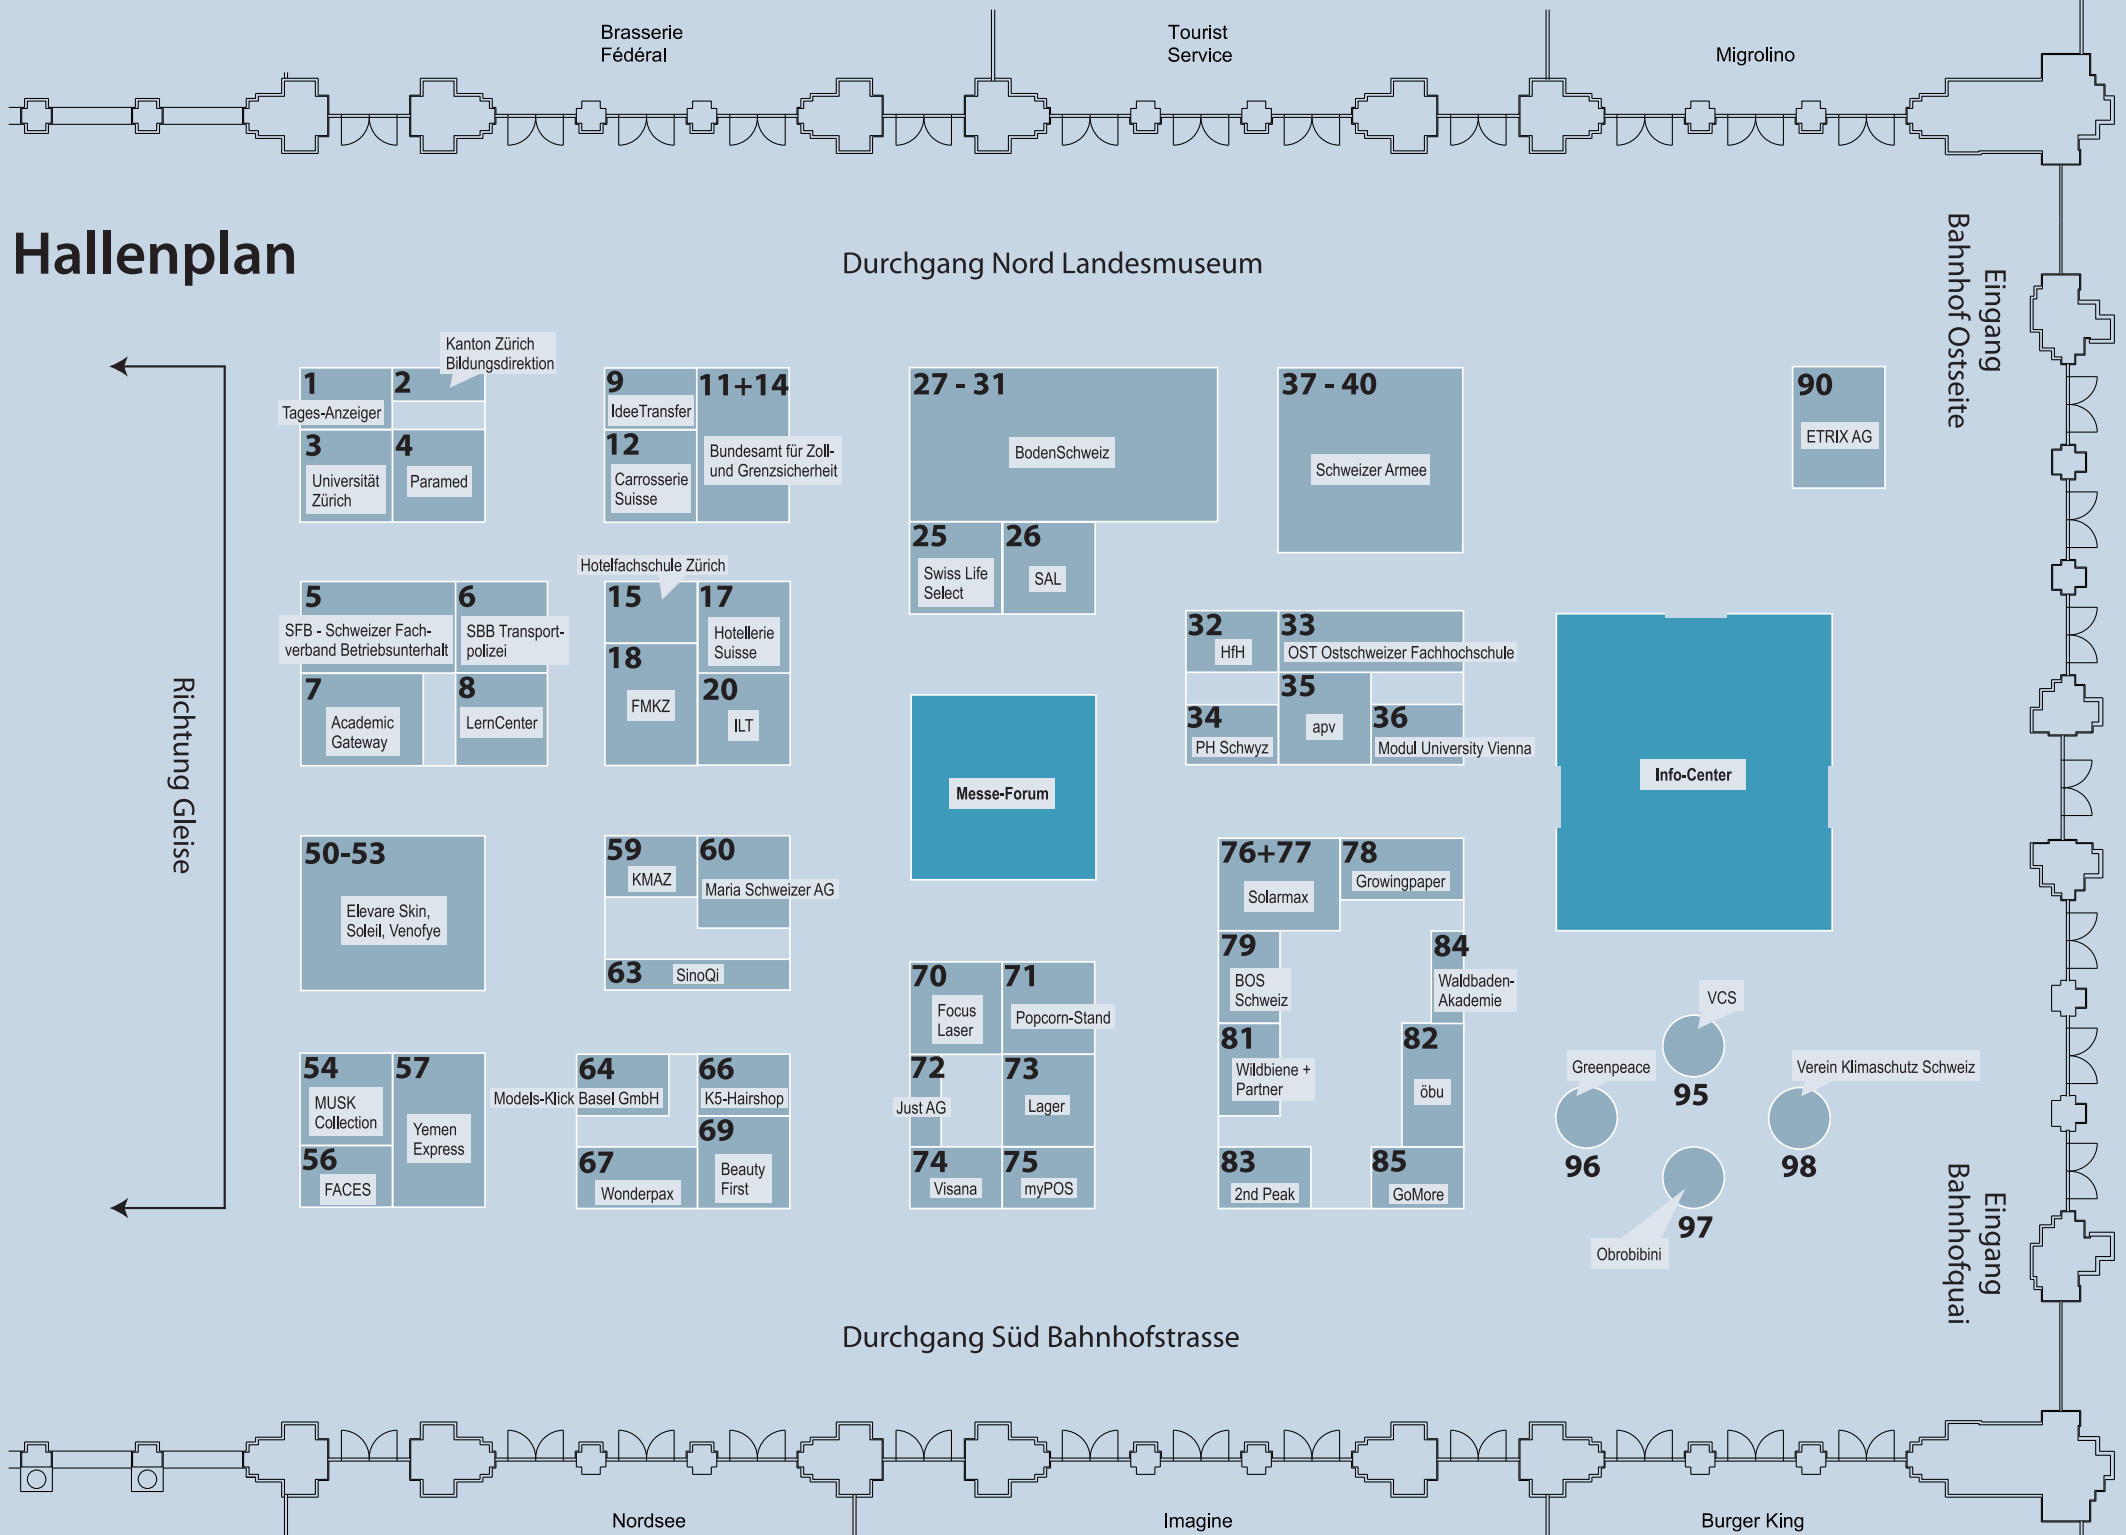 Brasserie
Fédéral
Tourist
Service
Migrolino
Hallenplan
Durchgang Nord Landesmuseum
Eingang
Bahnhof Ostseite
Kanton Zürich
Bildungsdirektion
1
Tages-Anzeiger
2
3
Universität
Zürich
4
Paramed
9
IdeeTransfer
11+14
Bundesamt für Zoll-
und Grenzsicherheit
12
Carrosserie
Suisse
27 - 31
BodenSchweiz
25
Swiss Life
Select
26
SAL
37 - 40
Schweizer Armee
90
ETRIX AG
Richtung Gleise
5
SFB - Schweizer Fach-
verband Betriebsunterhalt
6
SBB Transport-
polizei
7
Academic
Gateway
8
LernCenter
Hotelfachschule Zürich
15
17
Hotellerie
Suisse
18
FMKZ
20
ILT
Messe-Forum
32
HfH
33
OST Ostschweizer Fachhochschule
34
PH Schwyz
35
apv
36
Modul University Vienna
Info-Center
50-53
Elevare Skin,
Soleil, Venofye
59
KMAZ
60
Maria Schweizer AG
63
SinoQi
54
MUSK
Collection
57
Yemen
Express
56
FACES
64
Models-Klick Basel GmbH
66
K5-Hairshop
67
Wonderpax
69
Beauty
First
70
Focus
Laser
71
Popcorn-Stand
72
Just AG
73
Lager
74
Visana
75
myPOS
76+77
Solarmax
78
Growingpaper
79
BOS
Schweiz
84
Waldbaden-
Akademie
81
Wildbiene +
Partner
82
öbu
83
2nd Peak
85
GoMore
VCS
95
Greenpeace
96
Verein Klimaschutz Schweiz
98
97
Obrobibini
Eingang
Bahnhofquai
Durchgang Süd Bahnhofstrasse
Nordsee
Imagine
Burger King